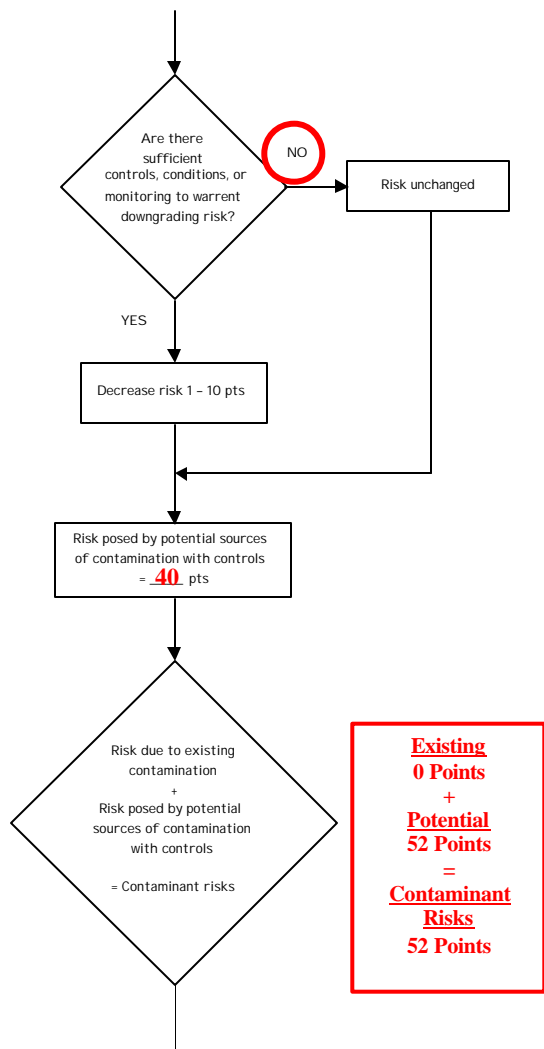 Are there
sufficient
controls, conditions, or
monitoring to warrent
downgrading risk?
NO
Risk unchanged
YES
Decrease risk 1 – 10 pts
Risk posed by potential sources
of contamination with controls
= 40 pts
Risk due to existing
contamination
+
Risk posed by potential
sources of contamination
with controls
= Contaminant risks
Existing
0 Points
+
Potential
52 Points
=
Contaminant
Risks
52 Points